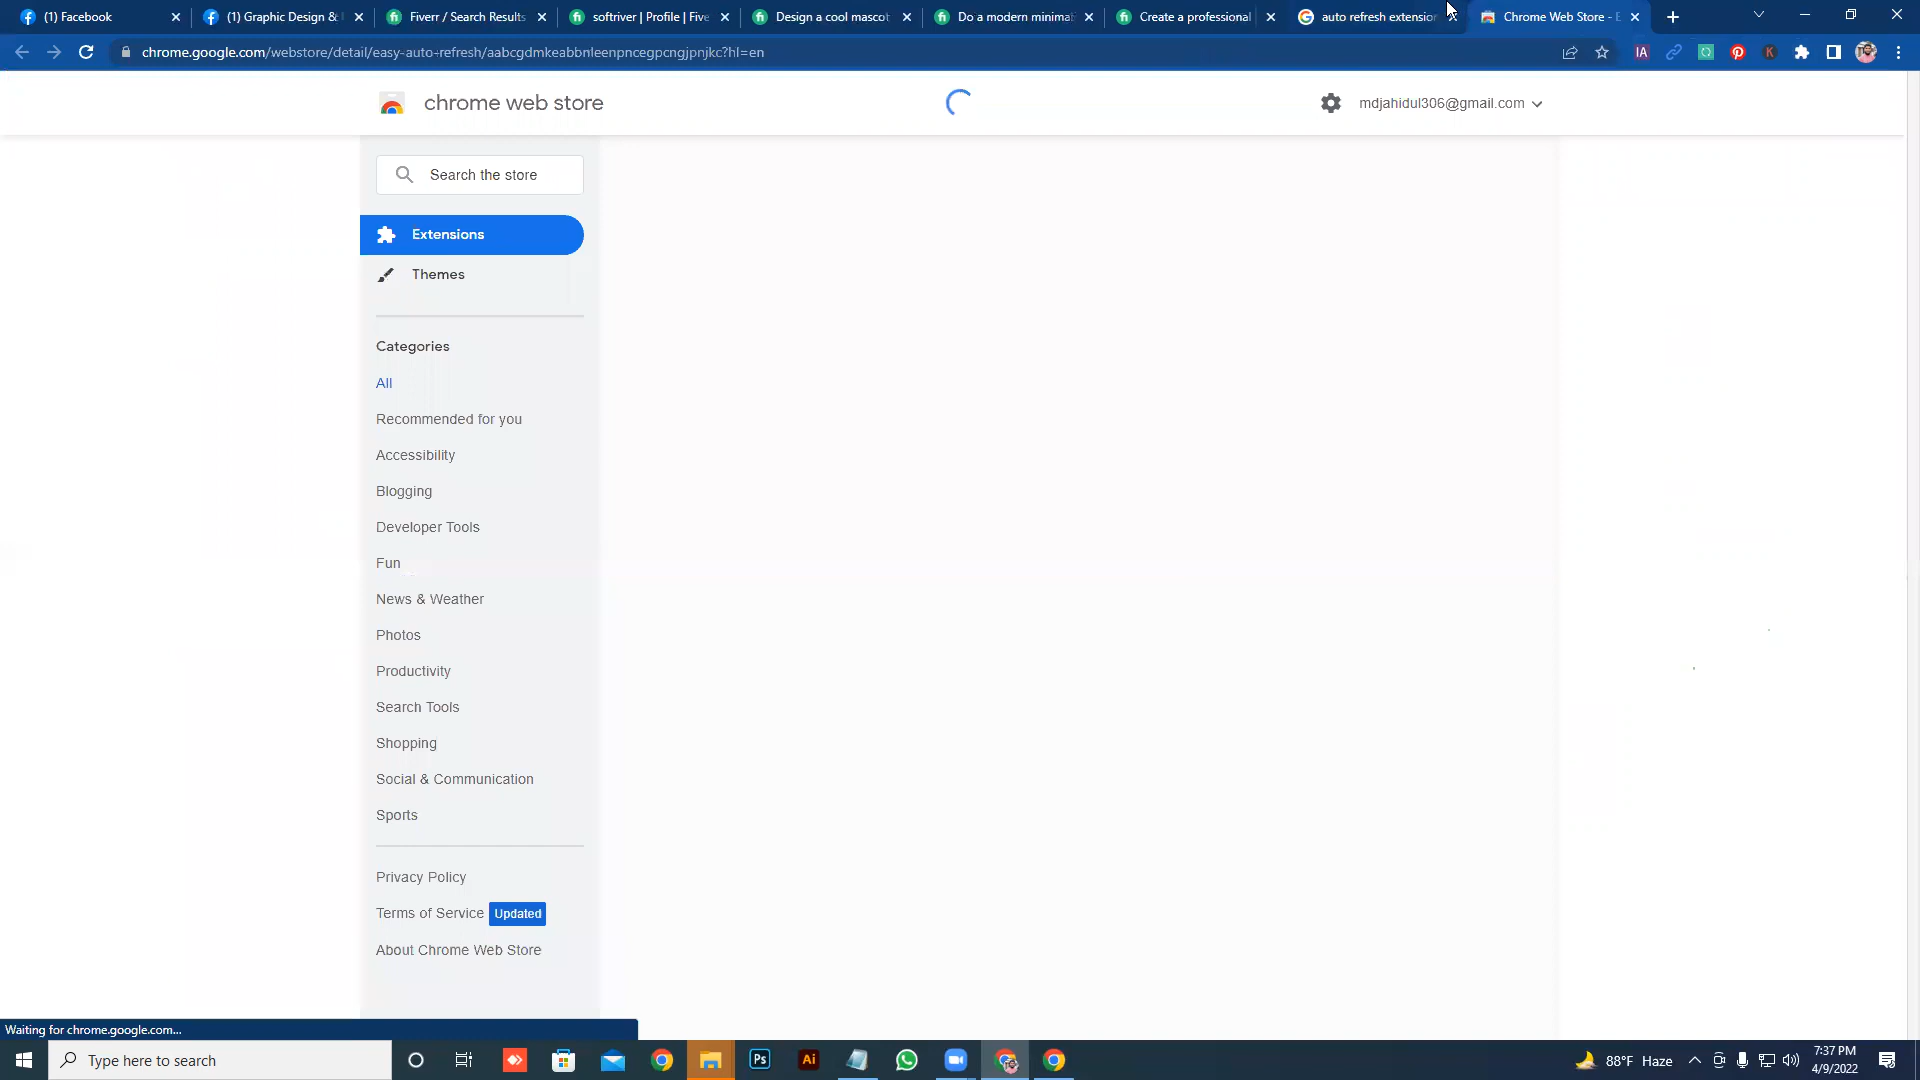 (1) Facebook
(1) Graphic Design &
Fiverr / Search Results
softriver | Profile | Five
Design a cool mascot
Do a modern minima
Create a professional
auto refresh extension
Chrome Web Store - E
chrome.google.com/webstore/detail/easy-auto-refresh/aabcgdmkeabbnleenpncegpcngjpnjkc?hl=en
IA
K
chrome web store
mdjahidul306@gmail.com
Search the store
Extensions
Themes
Categories
All
Recommended for you
Accessibility
Blogging
Developer Tools
Fun
News & Weather
Photos
Productivity
Search Tools
Shopping
Social & Communication
Sports
Privacy Policy
Terms of Service Updated
About Chrome Web Store
Waiting for chrome.google.com...
Type here to search
Ps
Ai
88°F Haze
7:37 PM
4/9/2022